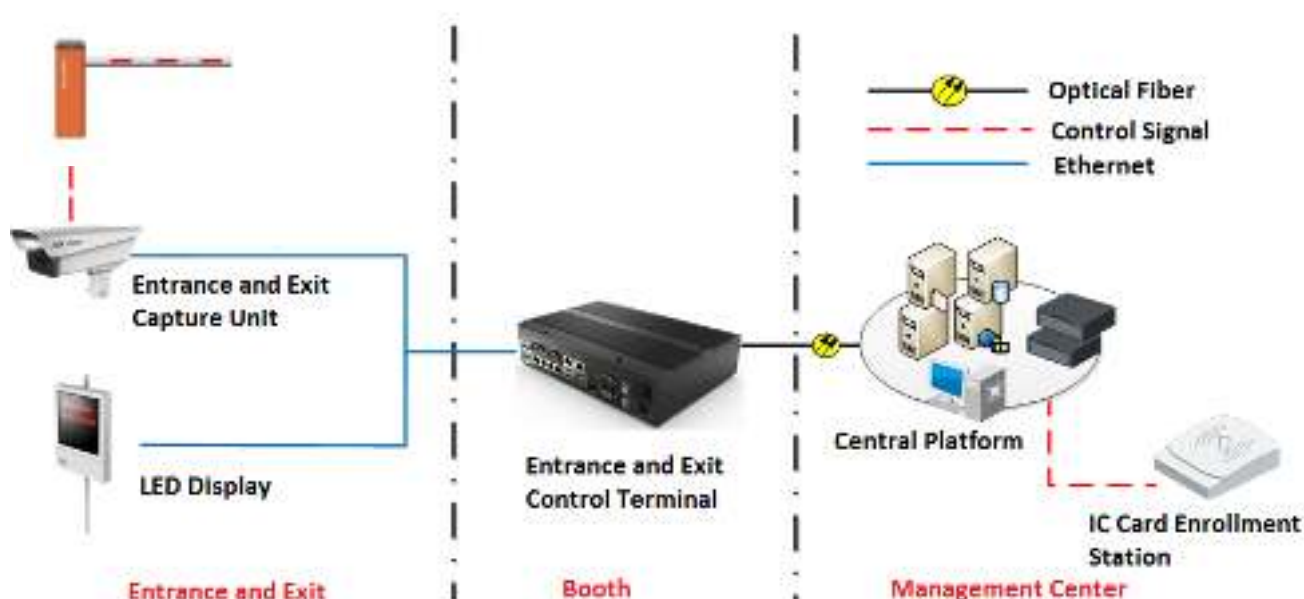 Optical Fiber
Control Signal
Ethernet
Entrance and Exit
Capture Unit
LED Display
Entrance and Exit
Control Terminal
Central Platform
IC Card Enrollment
Station
Entrance and Exit
Booth
Management Center